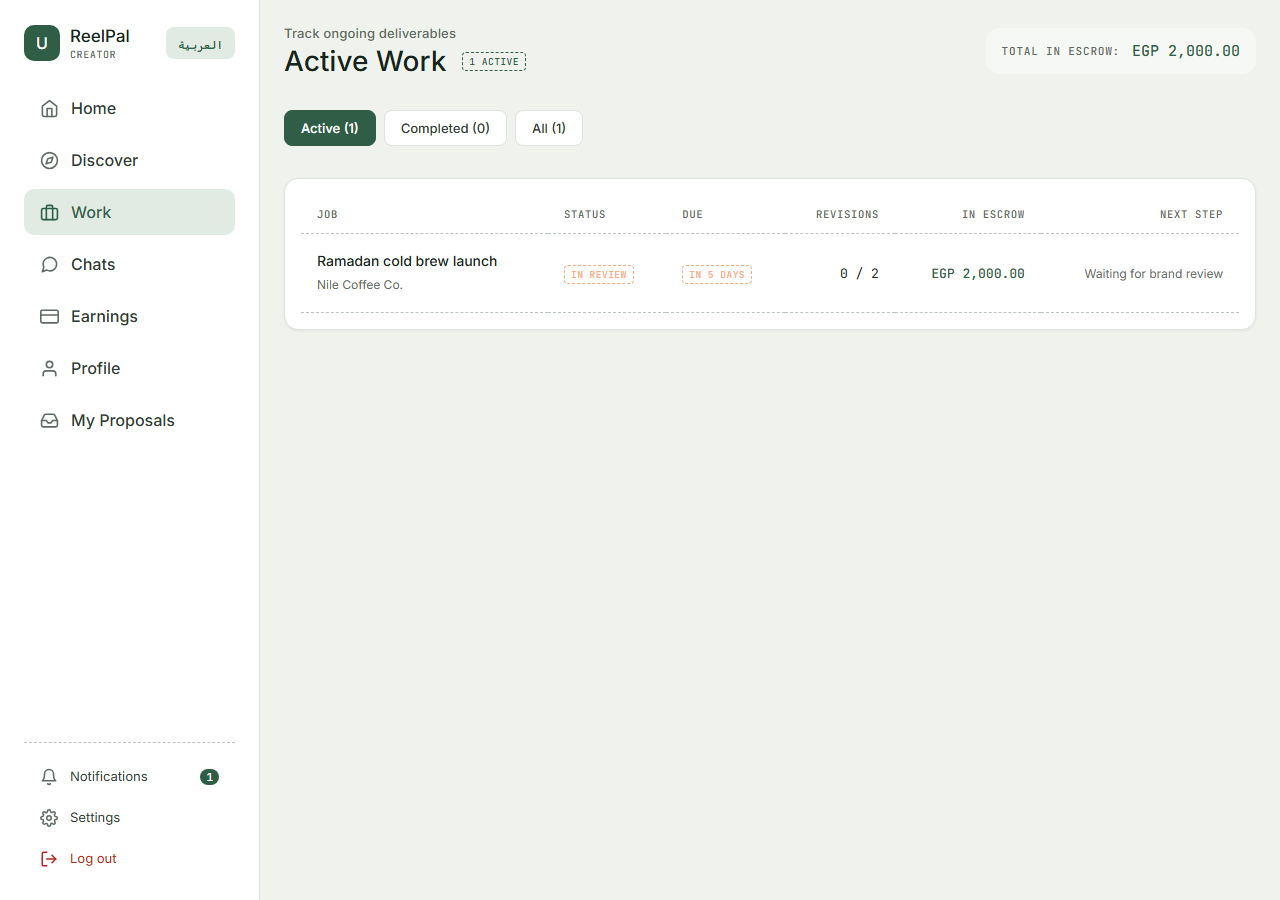 U
ReelPal
CREATOR
العربية
Home
Discover
Work
Chats
Earnings
Profile
My Proposals
Notifications 1
Settings
Log out
Track ongoing deliverables
Active Work 1 ACTIVE
TOTAL IN ESCROW: EGP 2,000.00
Active (1) Completed (0) All (1)
JOB STATUS DUE REVISIONS IN ESCROW NEXT STEP
Ramadan cold brew launch
Nile Coffee Co.
IN REVIEW IN 5 DAYS 0 / 2 EGP 2,000.00 Waiting for brand review